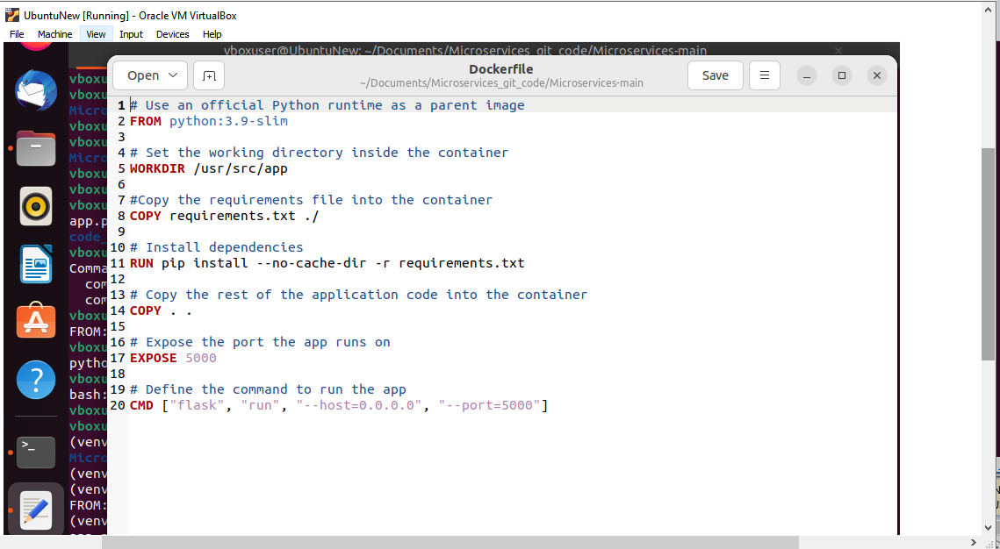 UbuntuNew [Running] - Oracle VM VirtualBox
File Machine View Input Devices Help
vboxuser@UbuntuNew: ~/Documents/Microservices_git_code/Microservices-main
Open
Dockerfile
~/Documents/Microservices_git_code/Microservices-main
Save
1 # Use an official Python runtime as a parent image
2 FROM python:3.9-slim
3
4 # Set the working directory inside the container
5 WORKDIR /usr/src/app
6
7 #Copy the requirements file into the container
8 COPY requirements.txt ./
9
10 # Install dependencies
11 RUN pip install --no-cache-dir -r requirements.txt
12
13 # Copy the rest of the application code into the container
14 COPY . .
15
16 # Expose the port the app runs on
17 EXPOSE 5000
18
19 # Define the command to run the app
20 CMD ["flask", "run", "--host=0.0.0.0", "--port=5000"]
vboxu
vboxu
Micro
vboxu
vboxu
Micro
vboxu
vboxu
vboxu
app.p
code_
vboxu
Comma
com
com
vboxu
FROM:
vboxu
pytho
vboxu
bash:
vboxu
vboxu
(venv
Micro
(venv
(venv
FROM:
(venv